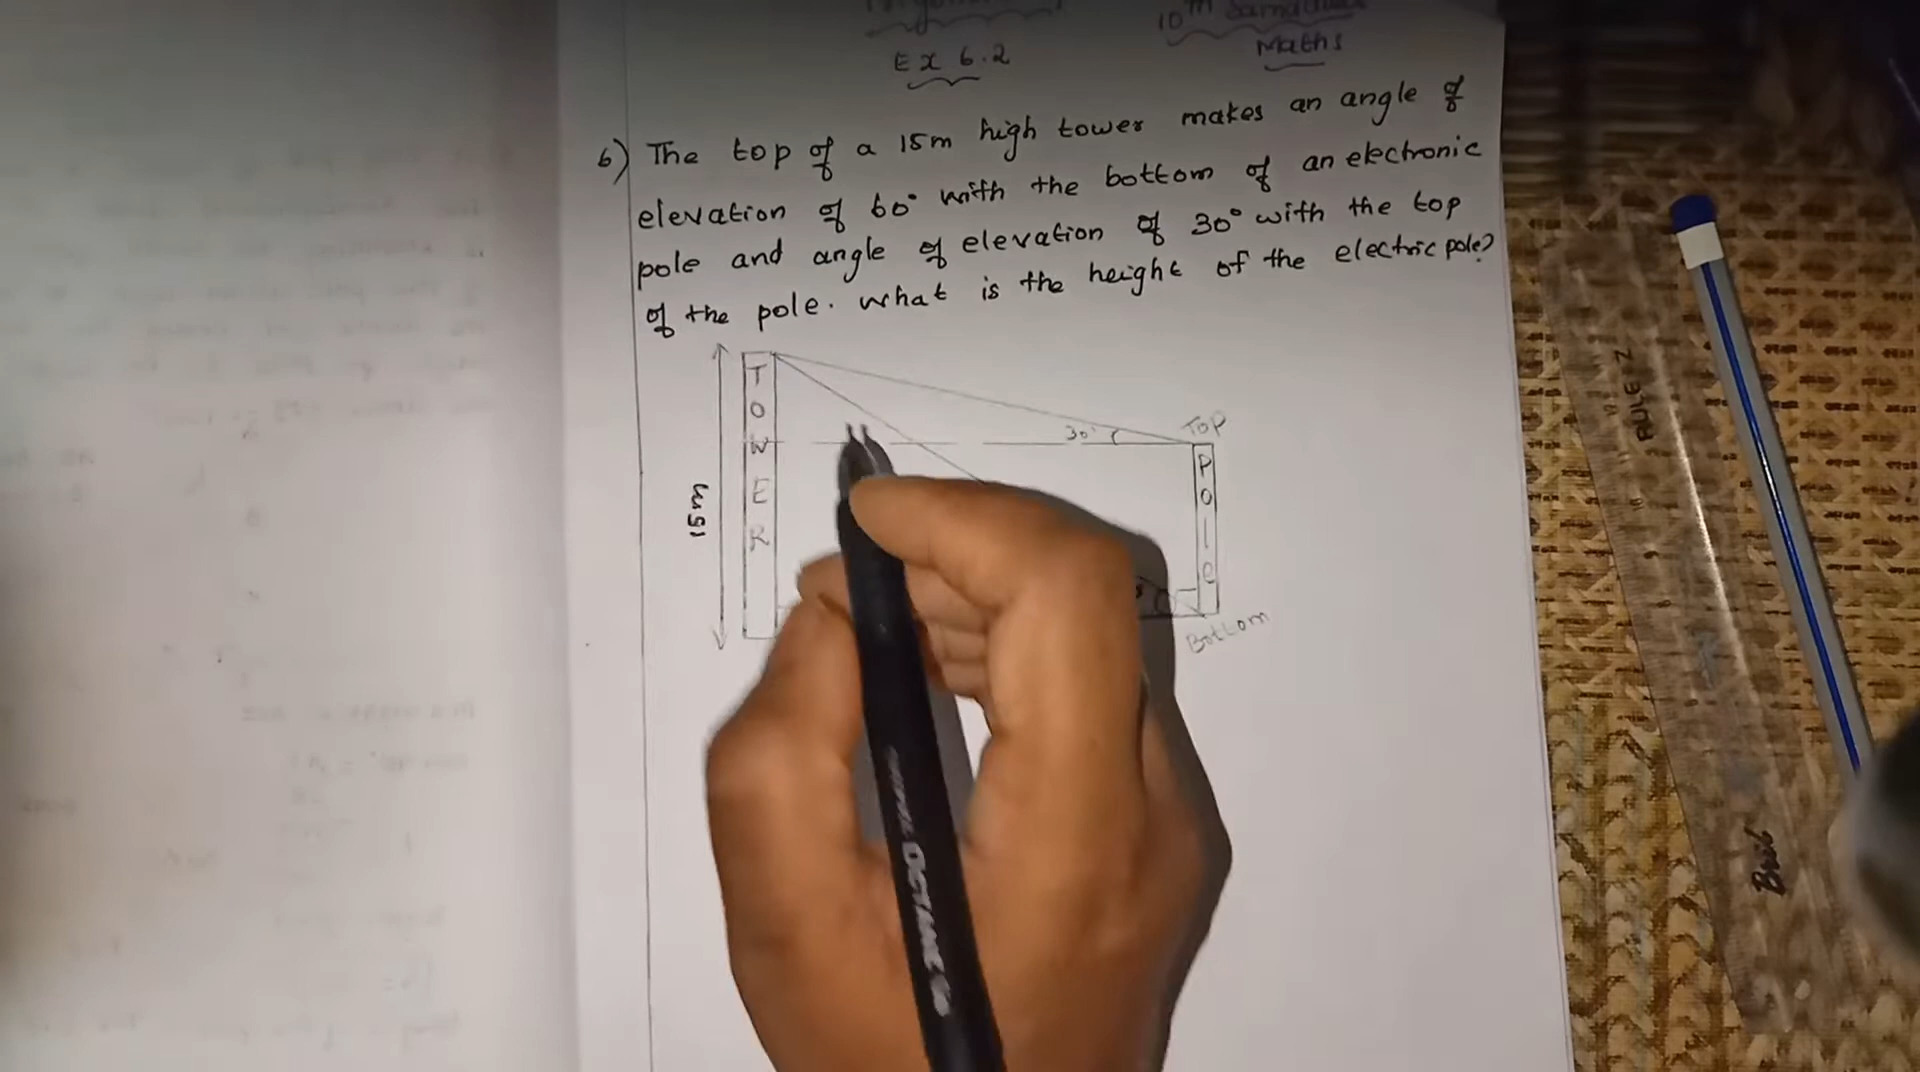 10th
Maths
Ex 6.2
6) The top of a 15m high tower makes an angle of
elevation of 60° with the bottom of an electronic
pole and angle of elevation of 30° with the top
of the pole. what is the height of the electric pole?
TOWER
15m
30°
TOP
Pole
Bottom
RULEZ
OCTANE